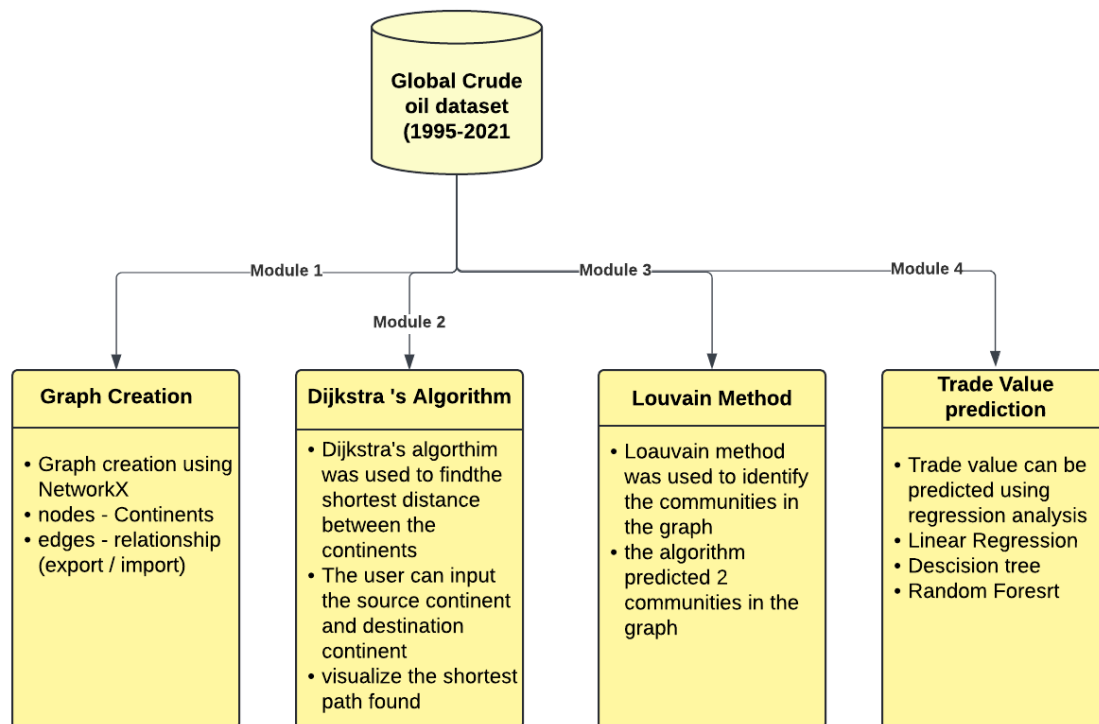 Global Crude
oil dataset
(1995-2021
Module 1
Module 2
Module 3
Module 4
Graph Creation
• Graph creation using
NetworkX
• nodes - Continents
• edges - relationship
(export / import)
Dijkstra 's Algorithm
• Dijkstra's algorthim
was used to findthe
shortest distance
between the
continents
• The user can input
the source continent
and destination
continent
• visualize the shortest
path found
Louvain Method
• Loauvain method
was used to identify
the communities in
the graph
• the algorithm
predicted 2
communities in the
graph
Trade Value
prediction
• Trade value can be
predicted using
regression analysis
• Linear Regression
• Descision tree
• Random Foresrt